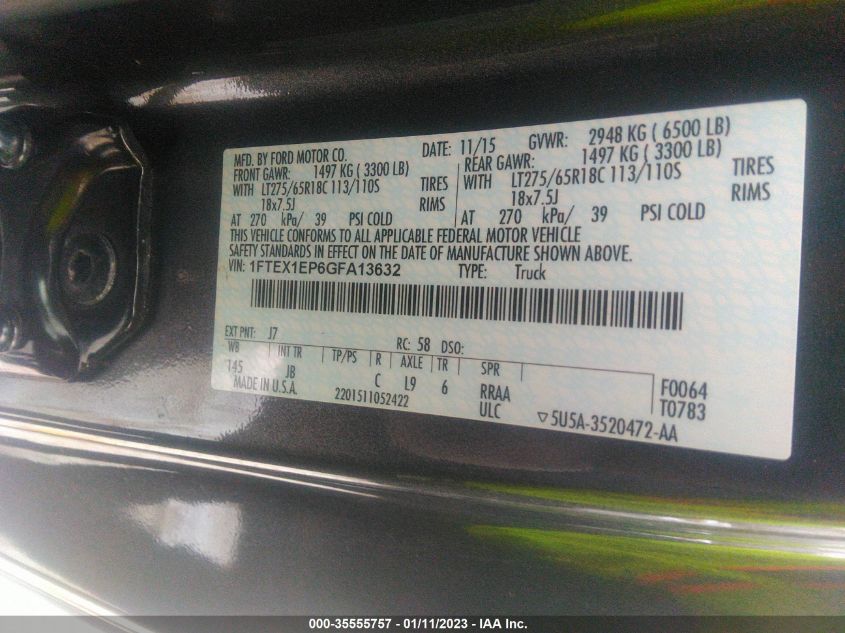 MFD. BY FORD MOTOR CO. DATE: 11/15 GVWR: 2948 KG ( 6500 LB)
FRONT GAWR: 1497 KG ( 3300 LB) REAR GAWR: 1497 KG ( 3300 LB)
WITH LT275/65R18C 113/110S TIRES WITH LT275/65R18C 113/110S TIRES
18x7.5J RIMS 18x7.5J RIMS
AT 270 kPa/ 39 PSI COLD AT 270 kPa/ 39 PSI COLD
THIS VEHICLE CONFORMS TO ALL APPLICABLE FEDERAL MOTOR VEHICLE
SAFETY STANDARDS IN EFFECT ON THE DATE OF MANUFACTURE SHOWN ABOVE.
VIN: 1FTEX1EP6GFA13632 TYPE: Truck
EXT PNT: J7 RC: 58 DSO:
WB INT TR TP/PS R AXLE TR SPR
145 JB C L9 6 RRAA F0064
MADE IN U.S.A. 2201511052422 ULC ▽5U5A-3520472-AA T0783
000-35555757 - 01/11/2023 - IAA Inc.